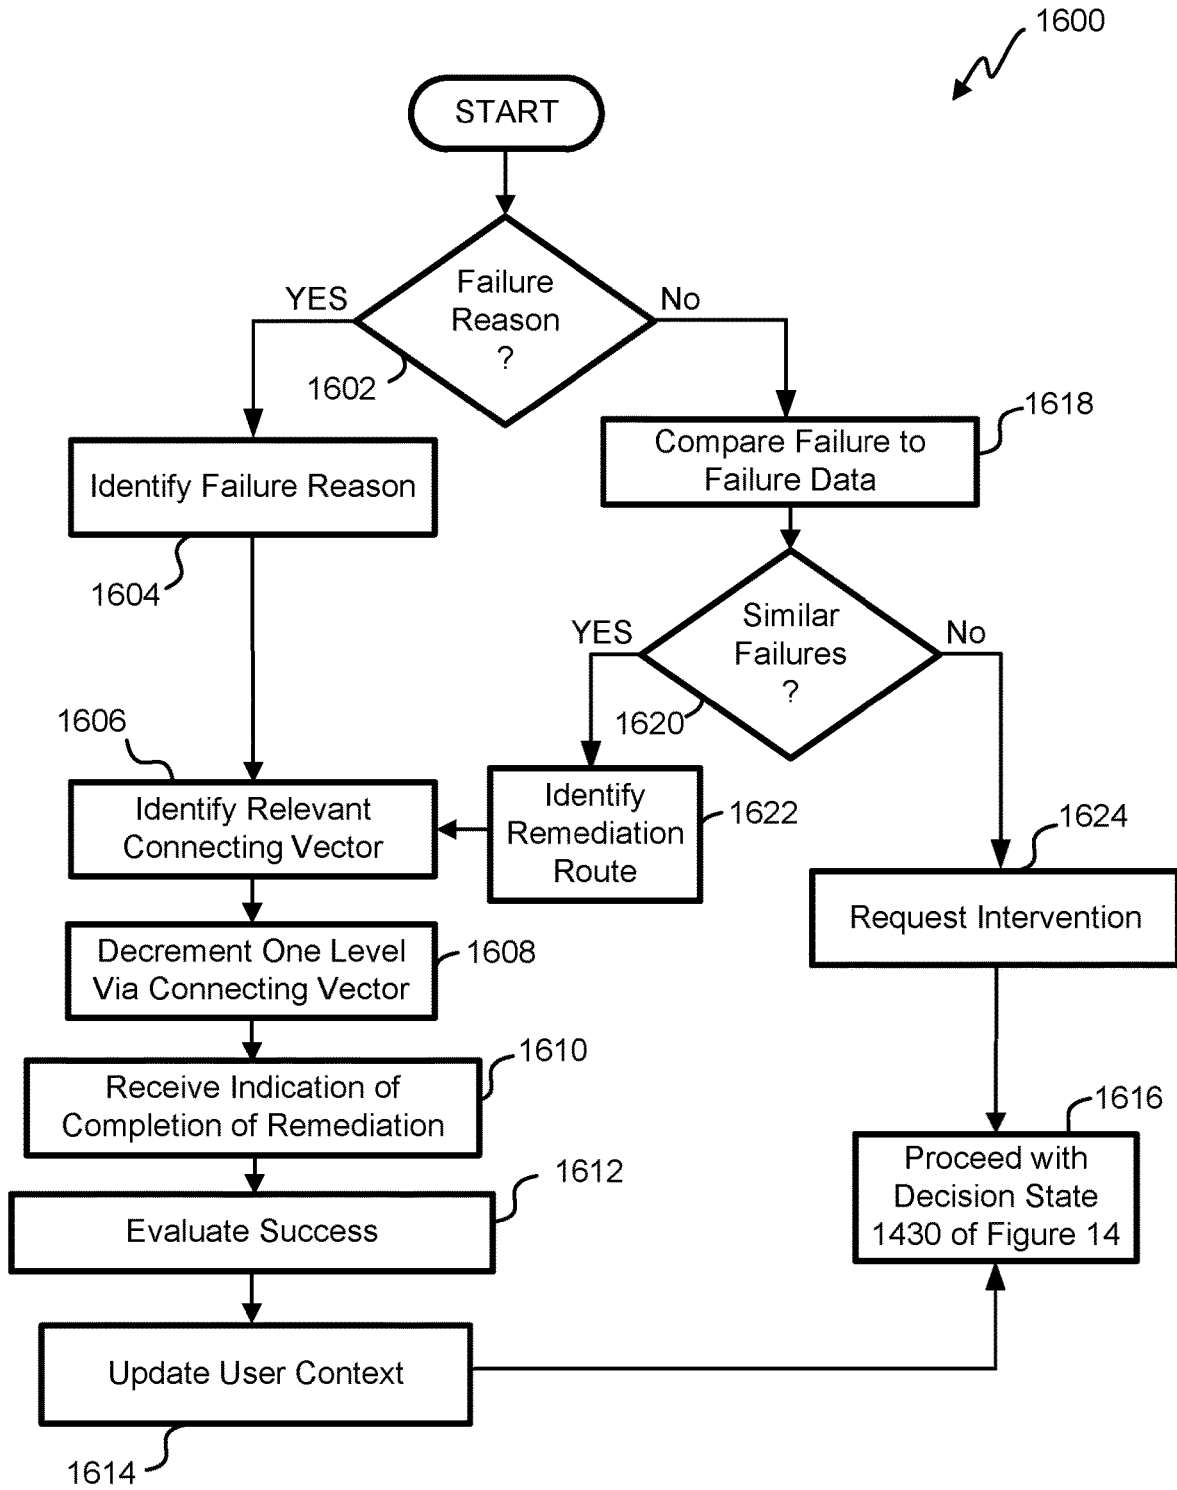 1600
START
Failure
Reason
?
YES
No
1602
1618
Compare Failure to
Failure Data
Identify Failure Reason
1604
Similar
Failures
?
YES
No
1620
1606
Identify Relevant
Connecting Vector
Identify
Remediation
Route
1622
1624
Request Intervention
Decrement One Level
Via Connecting Vector
1608
1610
Receive Indication of
Completion of Remediation
1616
Proceed with
Decision State
1430 of Figure 14
1612
Evaluate Success
Update User Context
1614